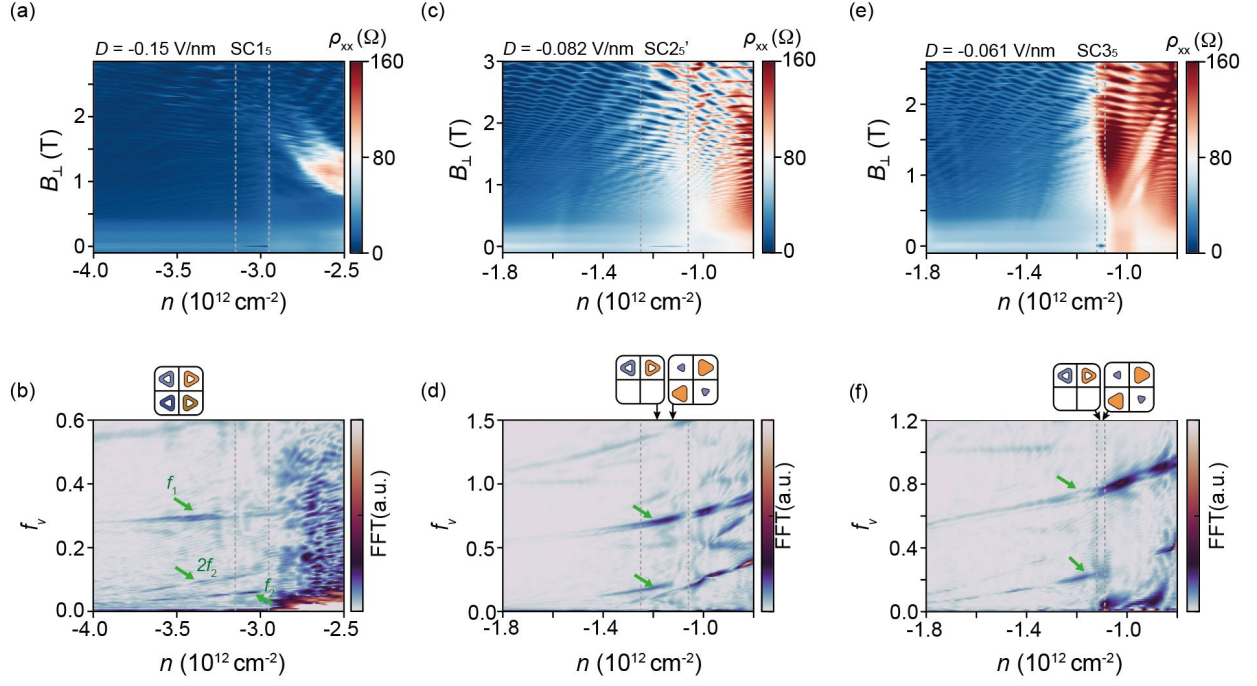 (a)
D = -0.15 V/nm SC1₅ ρxx (Ω)
160
80
0
B⊥ (T)
2
1
0
-4.0 -3.5 -3.0 -2.5
n (10¹² cm⁻²)
(c)
D = -0.082 V/nm SC2₅' ρxx (Ω)
160
80
0
B⊥ (T)
3
2
1
0
-1.8 -1.4 -1.0
n (10¹² cm⁻²)
(e)
D = -0.061 V/nm SC3₅ ρxx (Ω)
160
80
0
B⊥ (T)
2
1
0
-1.8 -1.4 -1.0
n (10¹² cm⁻²)
(b)
fᵥ
0.6
0.4
0.2
0.0
f₁
2f₂
f₂
FFT(a.u.)
-4.0 -3.5 -3.0 -2.5
n (10¹² cm⁻²)
(d)
fᵥ
1.5
1.0
0.5
0.0
FFT(a.u.)
-1.8 -1.4 -1.0
n (10¹² cm⁻²)
(f)
fᵥ
1.2
0.8
0.4
0.0
FFT(a.u.)
-1.8 -1.4 -1.0
n (10¹² cm⁻²)